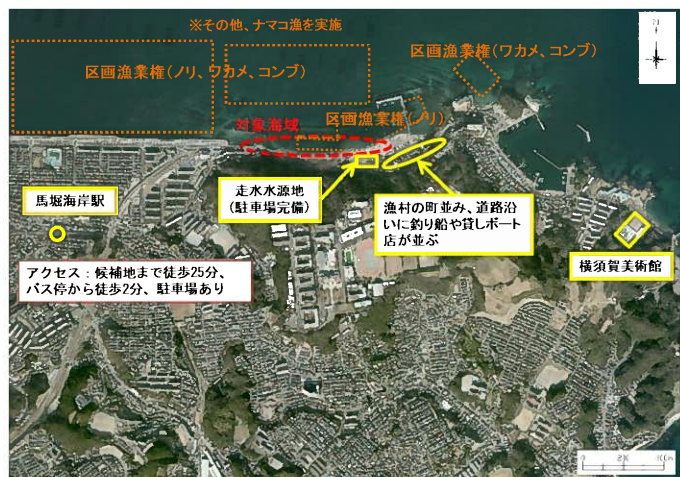 ※その他、ナマコ漁を実施
N
区画漁業権(ワカメ、コンブ)
区画漁業権(ノリ、ワカメ、コンブ)
区画漁業権(ノリ)
対象海域
走水水源地
(駐車場完備)
馬堀海岸駅
漁村の町並み、道路沿
いに釣り船や貸しボート
店が並ぶ
横須賀美術館
アクセス：候補地まで徒歩25分、
バス停から徒歩2分、駐車場あり
0